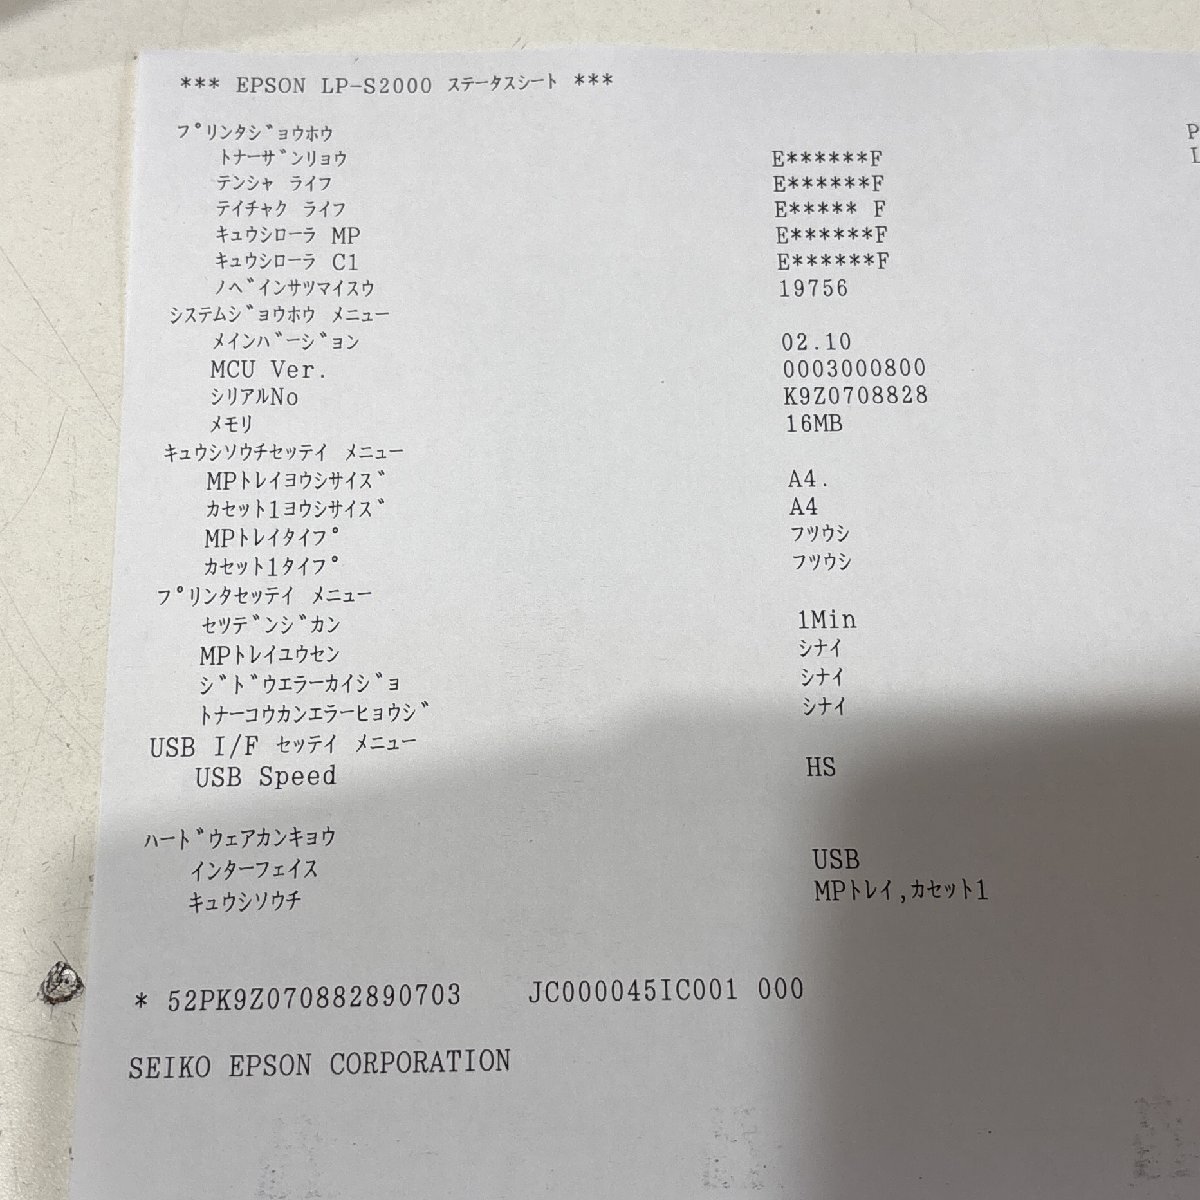 *** EPSON LP-S2000 ステータスシート ***
プリンタジョウホウ
トナーザンリョウ E******F
テンシャ ライフ E******F
テイチャク ライフ E***** F
キュウシローラ MP E******F
キュウシローラ C1 E******F
ノベインサツマイスウ 19756
システムジョウホウ メニュー
メインバージョン 02.10
MCU Ver. 0003000800
シリアルNo K9Z0708828
メモリ 16MB
キュウシソウチセッテイ メニュー
MPトレイヨウシサイズ A4.
カセット1ヨウシサイズ A4
MPトレイタイプ フツウシ
カセット1タイプ フツウシ
プリンタセッテイ メニュー
セツデンジカン 1Min
MPトレイユウセン シナイ
ジドウエラーカイジョ シナイ
トナーコウカンエラーヒョウジ シナイ
USB I/F セッテイ メニュー
USB Speed HS
ハードウェアカンキョウ
インターフェイス USB
キュウシソウチ MPトレイ,カセット1
* 52PK9Z070882890703 JC000045IC001 000
SEIKO EPSON CORPORATION